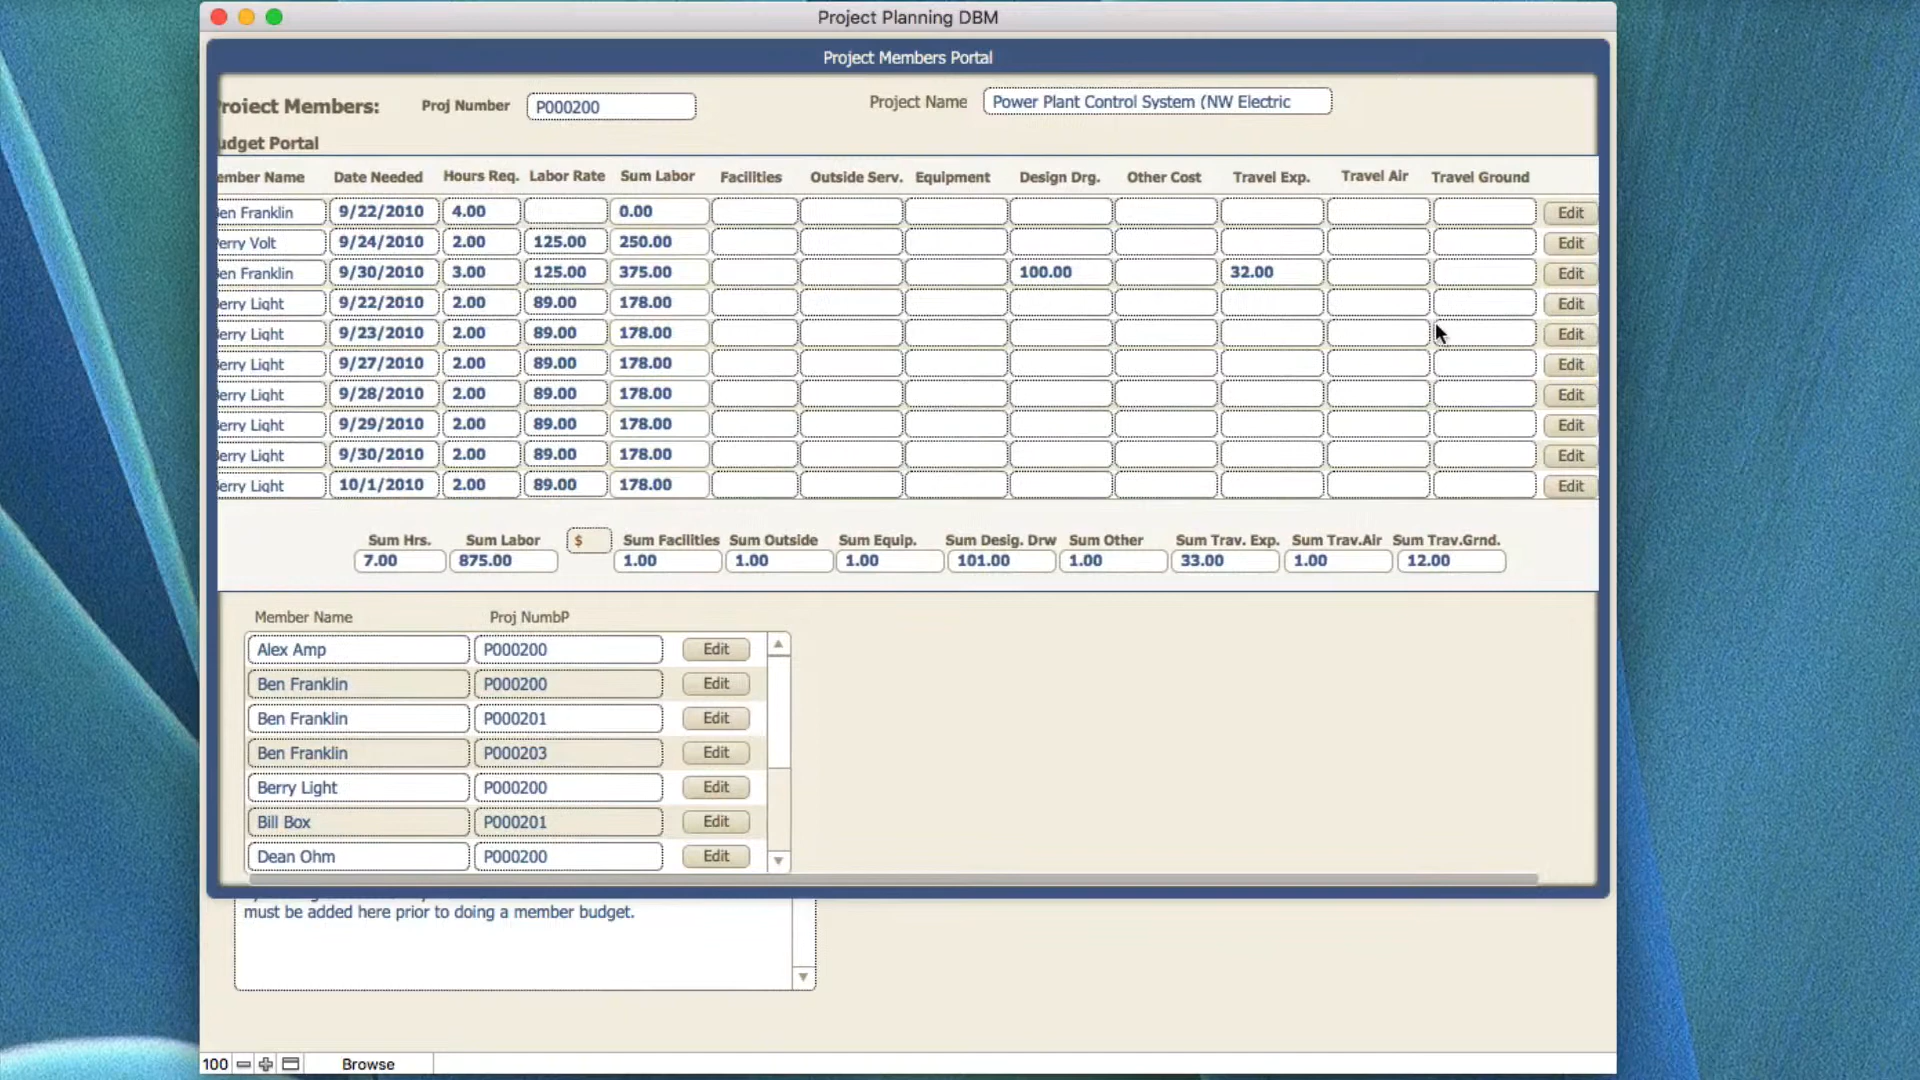 Project Planning DBM
Project Members Portal
Project Members: Proj Number P000200 Project Name Power Plant Control System (NW Electric
udget Portal
ember Name Date Needed Hours Req. Labor Rate Sum Labor Facilities Outside Serv. Equipment Design Drg. Other Cost Travel Exp. Travel Air Travel Ground
Ben Franklin 9/22/2010 4.00 0.00 Edit
erry Volt 9/24/2010 2.00 125.00 250.00 Edit
Ben Franklin 9/30/2010 3.00 125.00 375.00 100.00 32.00 Edit
Berry Light 9/22/2010 2.00 89.00 178.00 Edit
Berry Light 9/23/2010 2.00 89.00 178.00 Edit
Berry Light 9/27/2010 2.00 89.00 178.00 Edit
Berry Light 9/28/2010 2.00 89.00 178.00 Edit
Berry Light 9/29/2010 2.00 89.00 178.00 Edit
Berry Light 9/30/2010 2.00 89.00 178.00 Edit
Berry Light 10/1/2010 2.00 89.00 178.00 Edit
Sum Hrs. Sum Labor $ Sum Facilities Sum Outside Sum Equip. Sum Desig. Drw Sum Other Sum Trav. Exp. Sum Trav.Air Sum Trav.Grnd.
7.00 875.00 1.00 1.00 1.00 101.00 1.00 33.00 1.00 12.00
Member Name Proj NumbP
Alex Amp P000200 Edit
Ben Franklin P000200 Edit
Ben Franklin P000201 Edit
Ben Franklin P000203 Edit
Berry Light P000200 Edit
Bill Box P000201 Edit
Dean Ohm P000200 Edit
must be added here prior to doing a member budget.
100 Browse